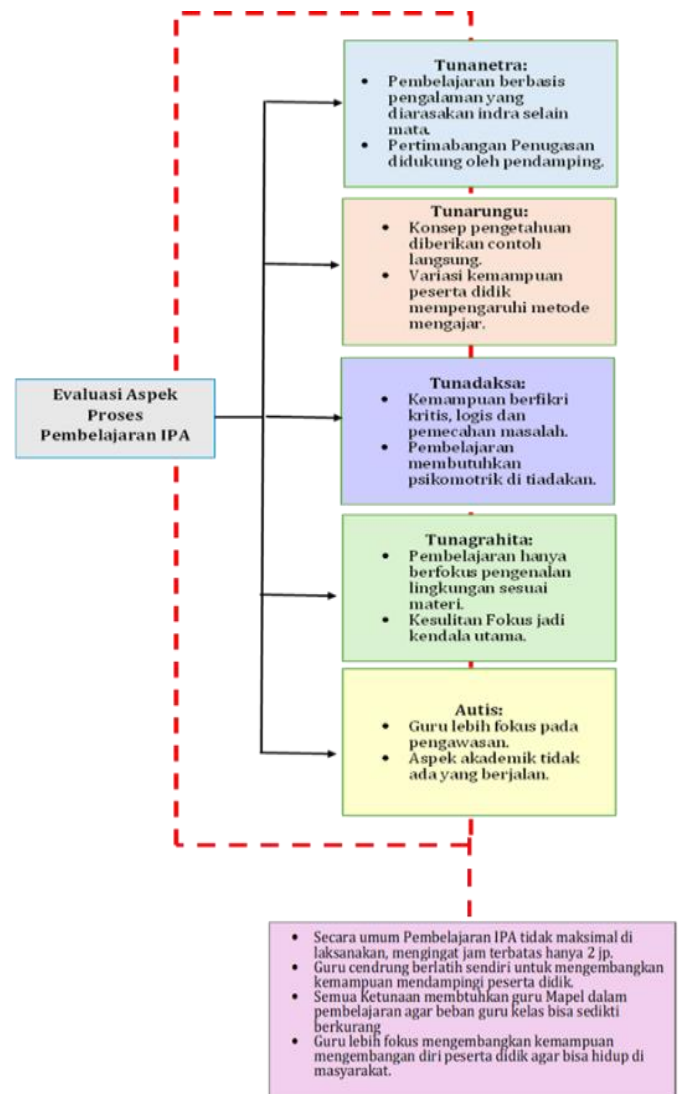 Tunanetra:
• Pembelajaran berbasis
pengalaman yang
diarasakan indra selain
mata.
• Pertimabangan Penugasan
didukung oleh pendamping.
Tunarungu:
• Konsep pengetahuan
diberikan contoh
langsung.
• Variasi kemampuan
peserta didik
mempengaruhi metode
mengajar.
Evaluasi Aspek
Proses
Pembelajaran IPA
Tunadaksa:
• Kemampuan berfikri
kritis, logis dan
pemecahan masalah.
• Pembelajaran
membutuhkan
psikomotrik di tiadakan.
Tunagrahita:
• Pembelajaran hanya
berfokus pengenalan
lingkungan sesuai
materi.
• Kesulitan Fokus jadi
kendala utama.
Autis:
• Guru lebih fokus pada
pengawasan.
• Aspek akademik tidak
ada yang berjalan.
• Secara umum Pembelajaran IPA tidak maksimal di
laksanakan, mengingat jam terbatas hanya 2 jp.
• Guru cendrung berlatih sendiri untuk mengembangkan
kemampuan mendampingi peserta didik.
• Semua Ketunaan membtuhkan guru Mapel dalam
pembelajaran agar beban guru kelas bisa sedikti
berkurang
• Guru lebih fokus mengembangkan kemampuan
mengembangan diri peserta didik agar bisa hidup di
masyarakat.